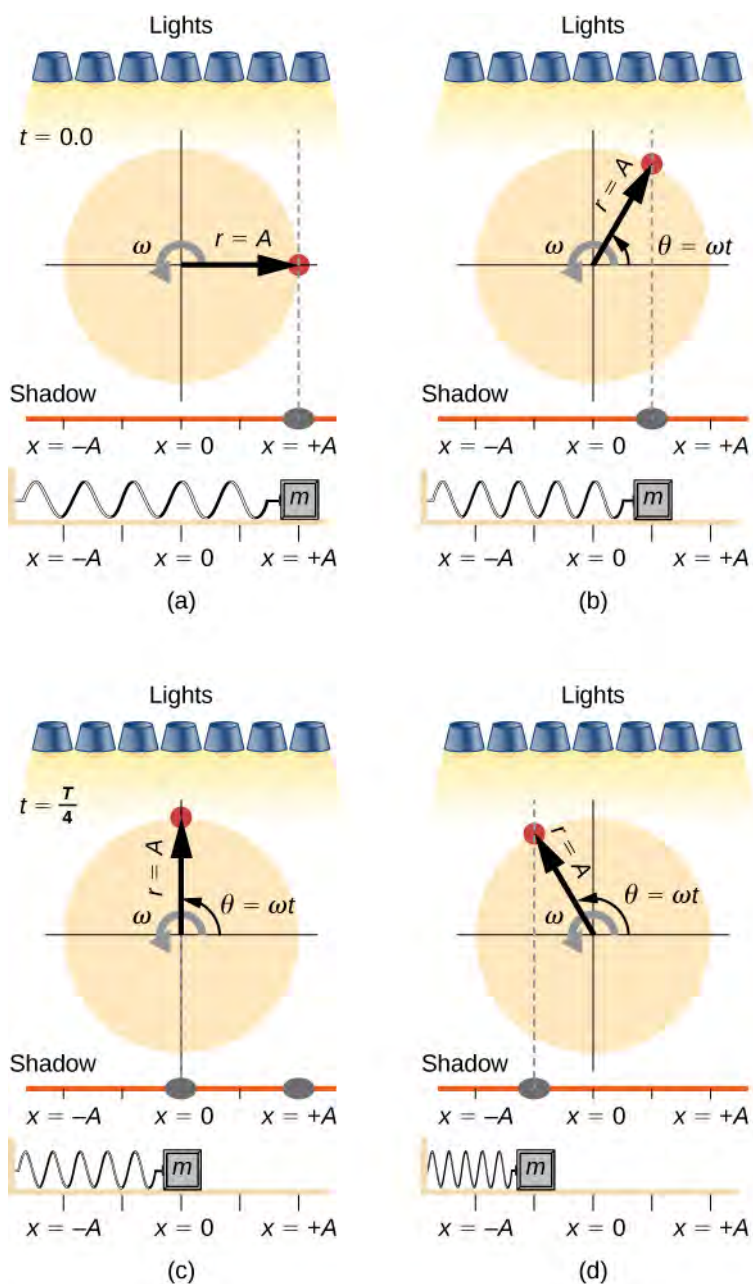 Lights
t = 0.0
ω
r = A
Shadow
x = –A x = 0 x = +A
m
x = –A x = 0 x = +A
(a)
Lights
r = A
ω
θ = ωt
Shadow
x = –A x = 0 x = +A
m
x = –A x = 0 x = +A
(b)
Lights
t = T/4
r = A
ω
θ = ωt
Shadow
x = –A x = 0 x = +A
m
x = –A x = 0 x = +A
(c)
Lights
r = A
ω
θ = ωt
Shadow
x = –A x = 0 x = +A
m
x = –A x = 0 x = +A
(d)